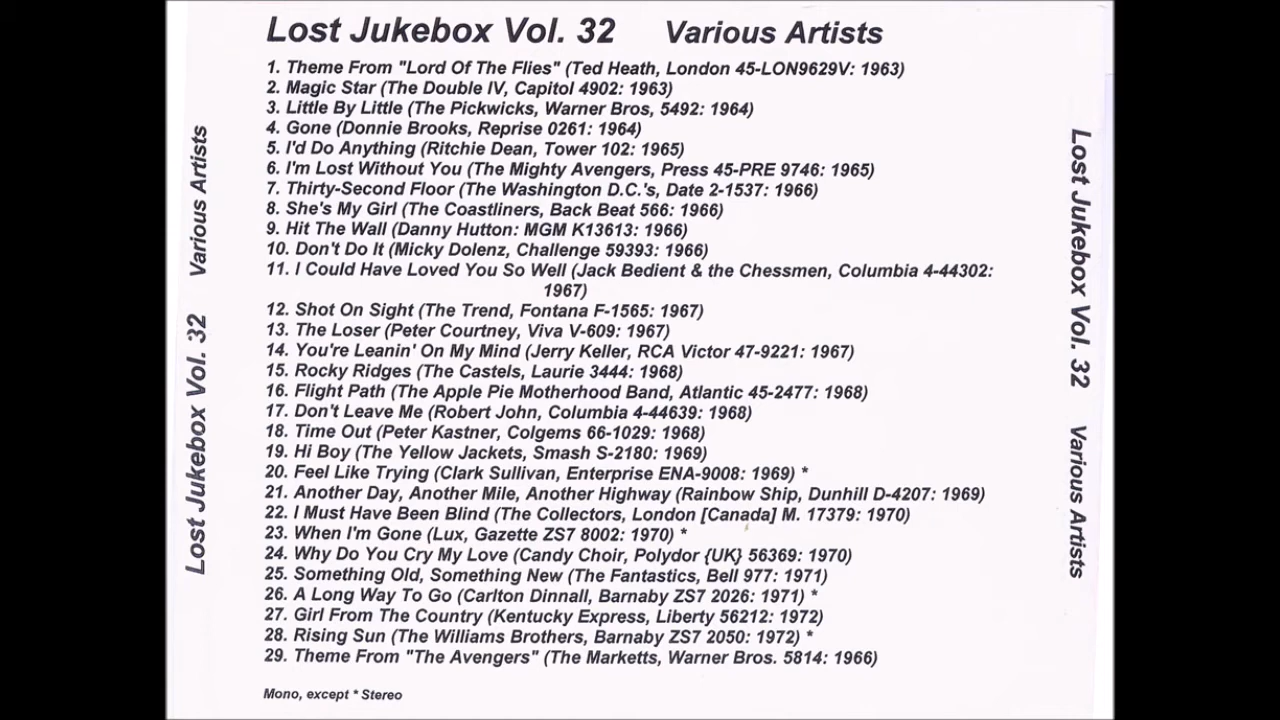 Lost Jukebox Vol. 32 Various Artists
1. Theme From "Lord Of The Flies" (Ted Heath, London 45-LON9629V: 1963)
2. Magic Star (The Double IV, Capitol 4902: 1963)
3. Little By Little (The Pickwicks, Warner Bros, 5492: 1964)
4. Gone (Donnie Brooks, Reprise 0261: 1964)
5. I'd Do Anything (Ritchie Dean, Tower 102: 1965)
6. I'm Lost Without You (The Mighty Avengers, Press 45-PRE 9746: 1965)
7. Thirty-Second Floor (The Washington D.C.'s, Date 2-1537: 1966)
8. She's My Girl (The Coastliners, Back Beat 566: 1966)
9. Hit The Wall (Danny Hutton: MGM K13613: 1966)
10. Don't Do It (Micky Dolenz, Challenge 59393: 1966)
11. I Could Have Loved You So Well (Jack Bedient & the Chessmen, Columbia 4-44302:
1967)
12. Shot On Sight (The Trend, Fontana F-1565: 1967)
13. The Loser (Peter Courtney, Viva V-609: 1967)
14. You're Leanin' On My Mind (Jerry Keller, RCA Victor 47-9221: 1967)
15. Rocky Ridges (The Castels, Laurie 3444: 1968)
16. Flight Path (The Apple Pie Motherhood Band, Atlantic 45-2477: 1968)
17. Don't Leave Me (Robert John, Columbia 4-44639: 1968)
18. Time Out (Peter Kastner, Colgems 66-1029: 1968)
19. Hi Boy (The Yellow Jackets, Smash S-2180: 1969)
20. Feel Like Trying (Clark Sullivan, Enterprise ENA-9008: 1969) *
21. Another Day, Another Mile, Another Highway (Rainbow Ship, Dunhill D-4207: 1969)
22. I Must Have Been Blind (The Collectors, London [Canada] M. 17379: 1970)
23. When I'm Gone (Lux, Gazette ZS7 8002: 1970) *
24. Why Do You Cry My Love (Candy Choir, Polydor {UK} 56369: 1970)
25. Something Old, Something New (The Fantastics, Bell 977: 1971)
26. A Long Way To Go (Carlton Dinnall, Barnaby ZS7 2026: 1971) *
27. Girl From The Country (Kentucky Express, Liberty 56212: 1972)
28. Rising Sun (The Williams Brothers, Barnaby ZS7 2050: 1972) *
29. Theme From "The Avengers" (The Marketts, Warner Bros. 5814: 1966)
Mono, except * Stereo
Lost Jukebox Vol. 32 Various Artists
Lost Jukebox Vol. 32 Various Artists